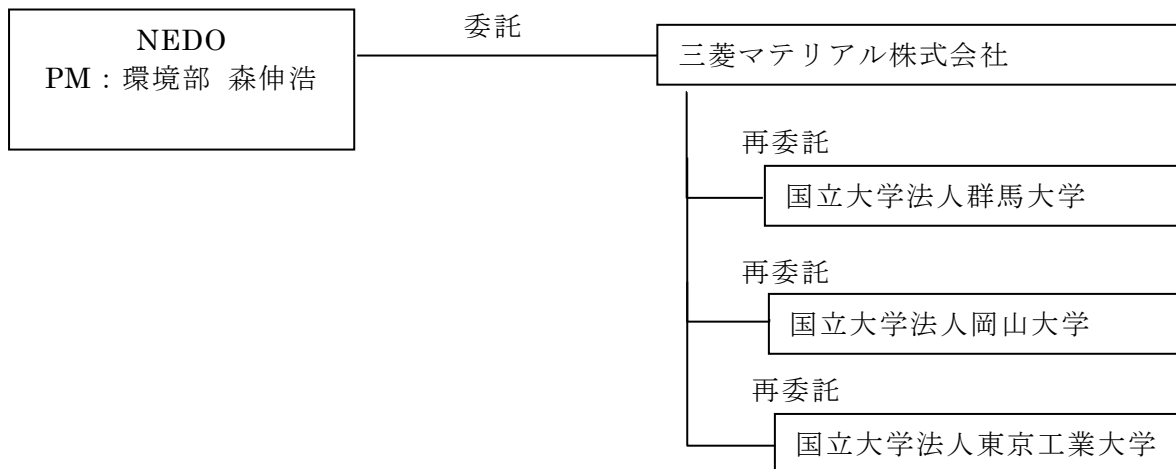 NEDO
PM：環境部 森伸浩
委託
三菱マテリアル株式会社
再委託
国立大学法人群馬大学
再委託
国立大学法人岡山大学
再委託
国立大学法人東京工業大学